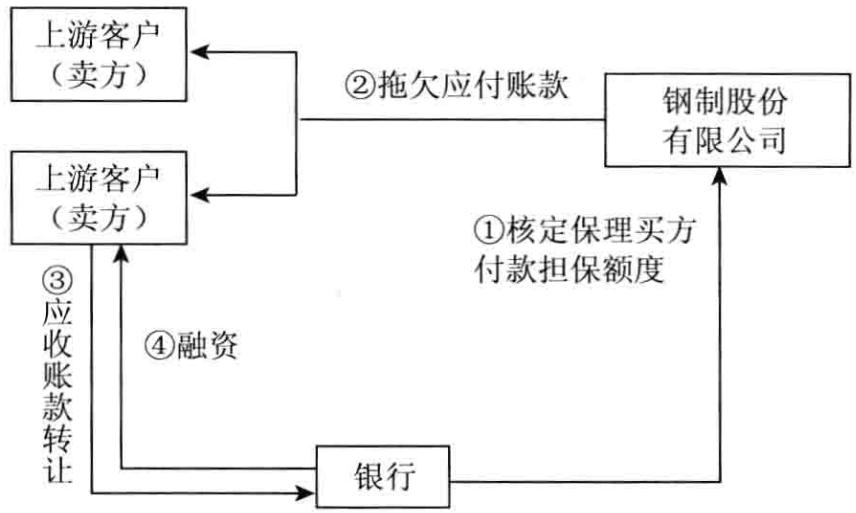 上游客户
（卖方）
②拖欠应付账款
钢制股份
有限公司
上游客户
（卖方）
①核定保理买方
付款担保额度
③应收账款转让
④融资
银行